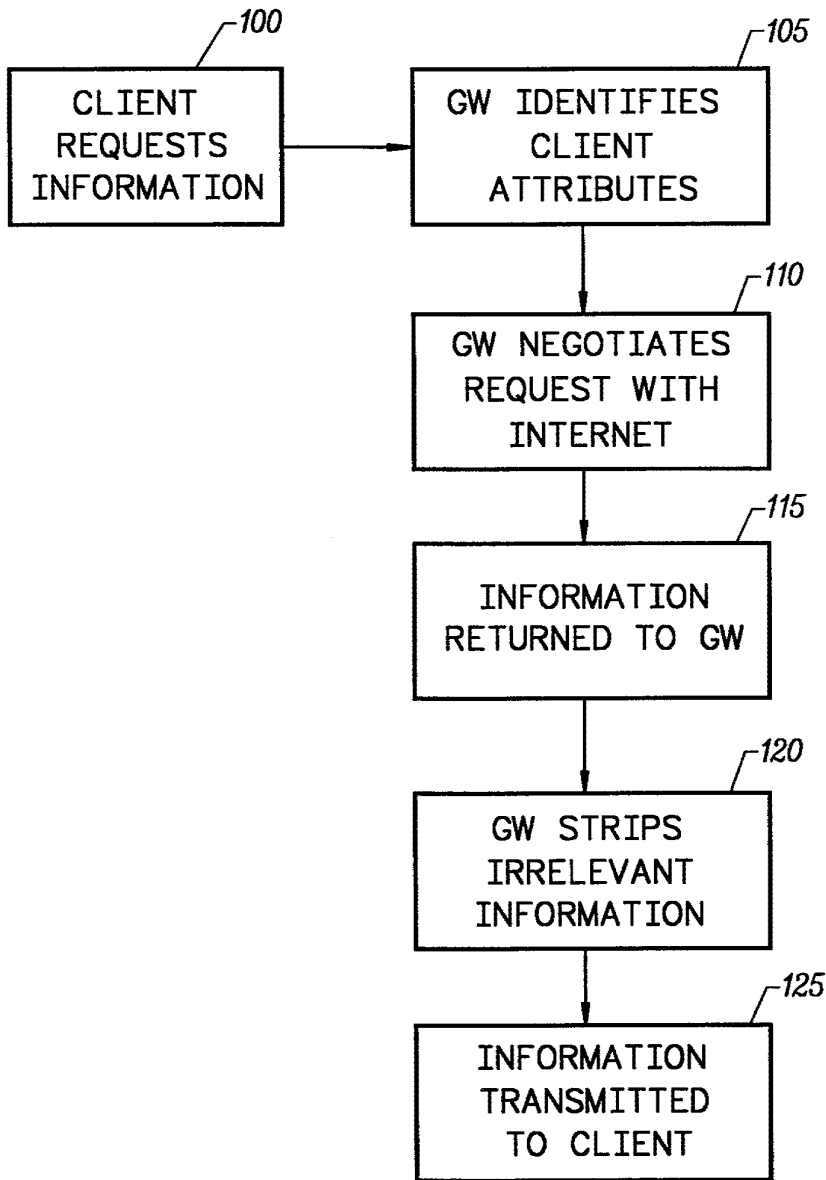 100
CLIENT
REQUESTS
INFORMATION
105
GW IDENTIFIES
CLIENT
ATTRIBUTES
110
GW NEGOTIATES
REQUEST WITH
INTERNET
115
INFORMATION
RETURNED TO GW
120
GW STRIPS
IRRELEVANT
INFORMATION
125
INFORMATION
TRANSMITTED
TO CLIENT